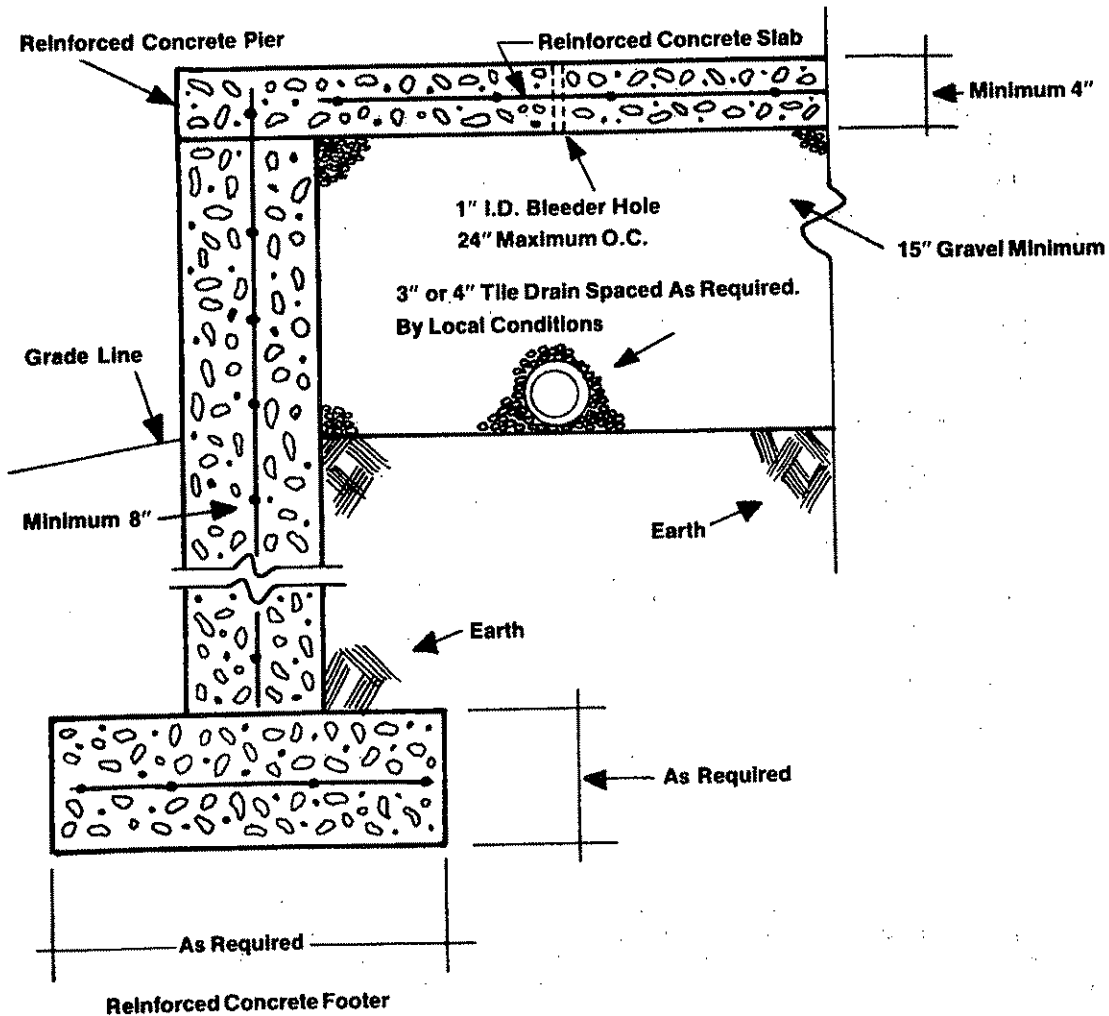 Reinforced Concrete Pier
Reinforced Concrete Slab
Minimum 4"
1" I.D. Bleeder Hole
24" Maximum O.C.
15" Gravel Minimum
3" or 4" Tile Drain Spaced As Required.
By Local Conditions
Grade Line
Minimum 8"
Earth
Earth
As Required
As Required
Reinforced Concrete Footer